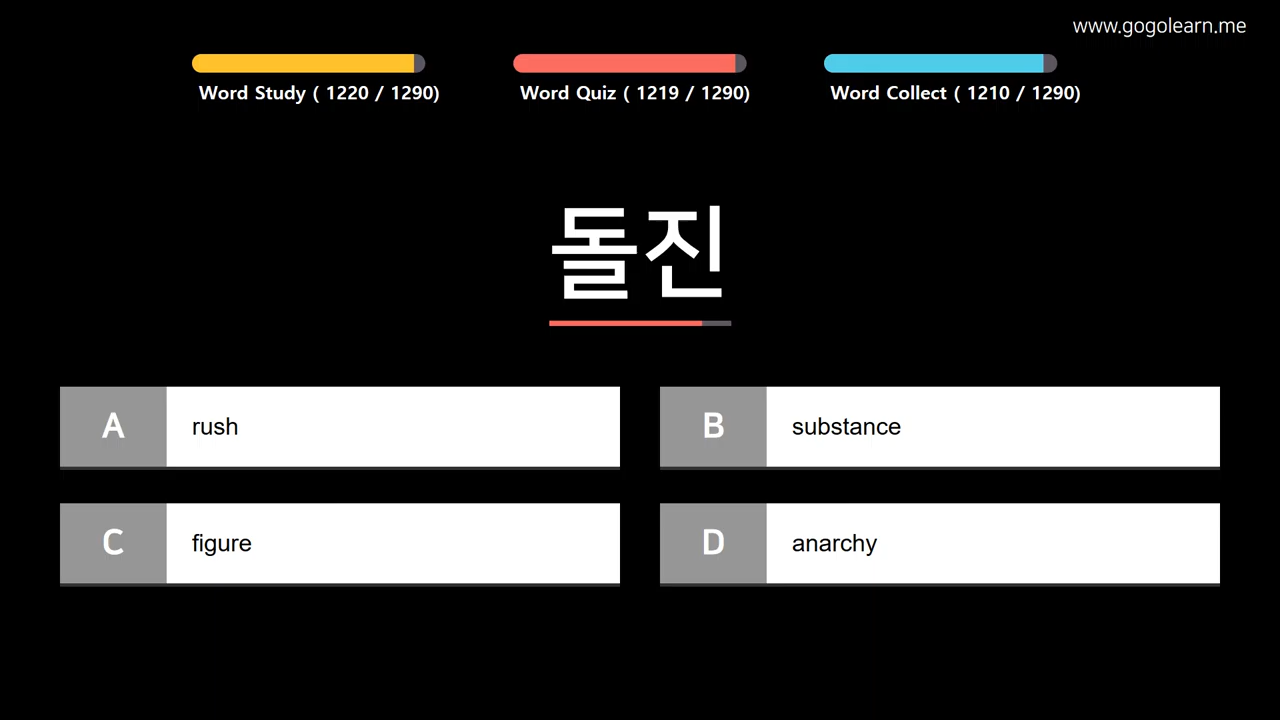 www.gogolearn.me
Word Study ( 1220 / 1290)
Word Quiz ( 1219 / 1290)
Word Collect ( 1210 / 1290)
돌진
A
rush
B
substance
C
figure
D
anarchy